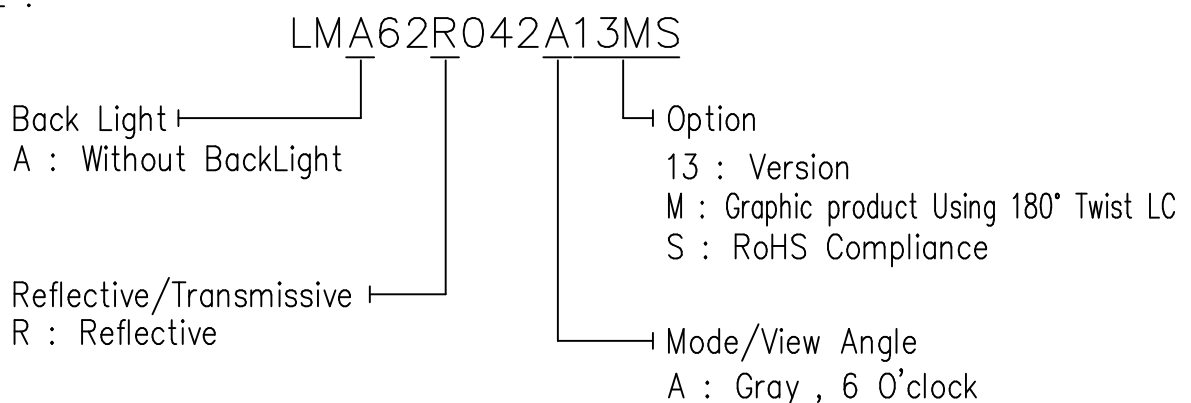 LMA62R042A13MS
Back Light
A : Without BackLight
Option
13 : Version
M : Graphic product Using 180° Twist LC
S : RoHS Compliance
Reflective/Transmissive
R : Reflective
Mode/View Angle
A : Gray , 6 O'clock